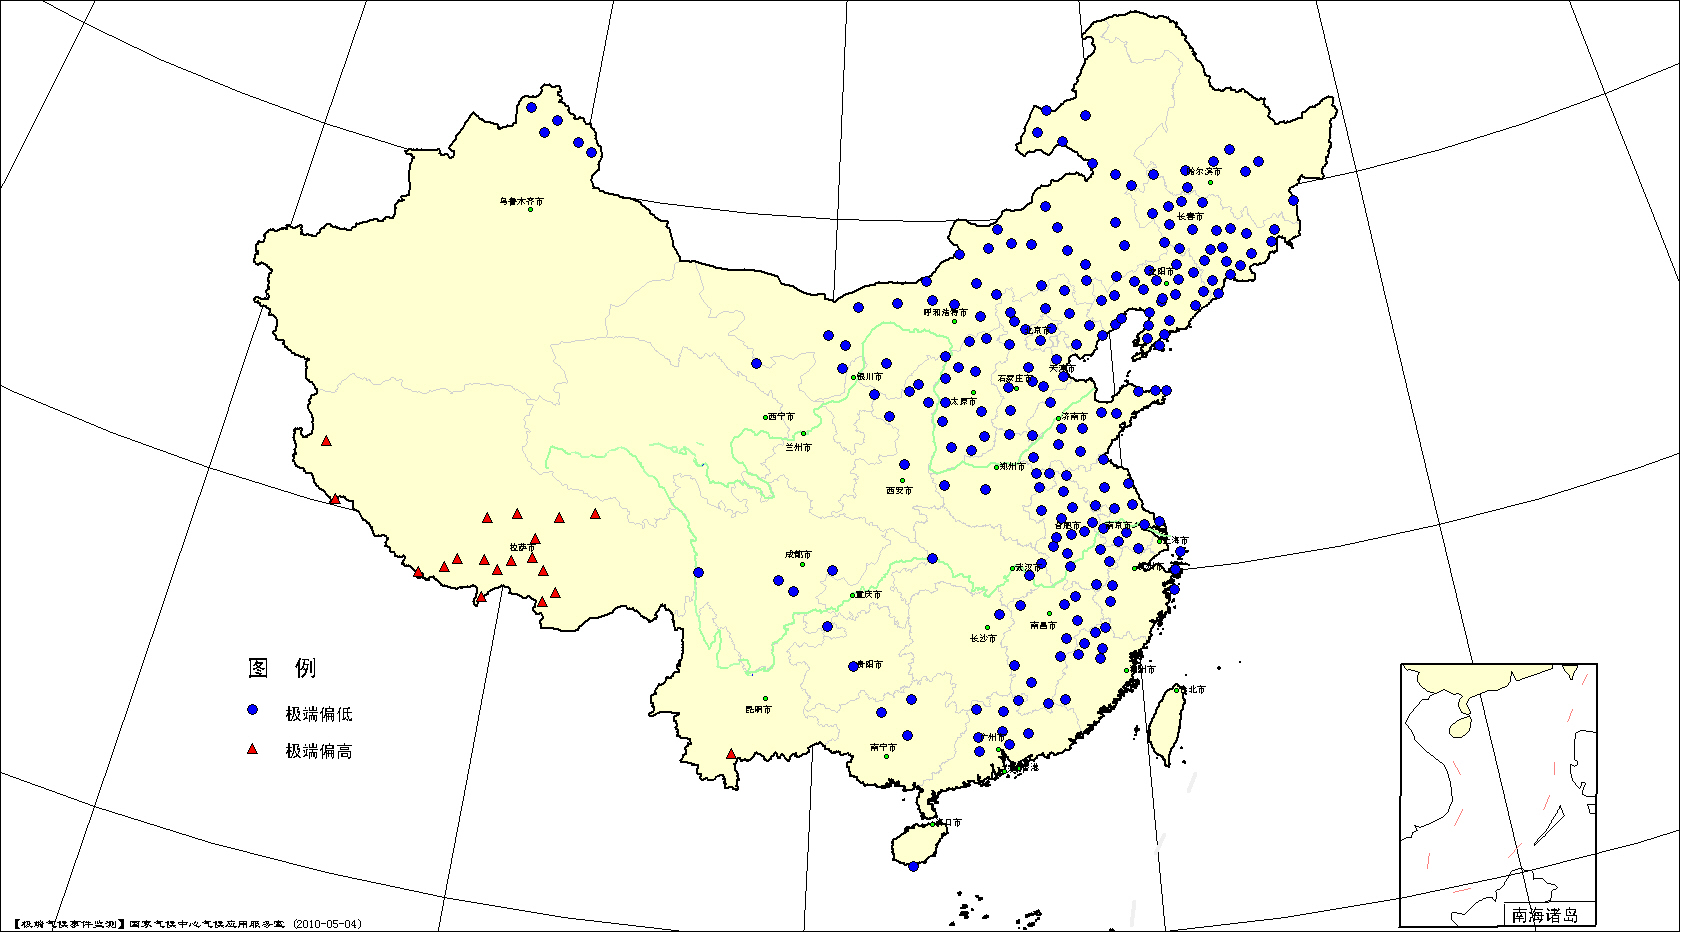 哈尔滨市
乌鲁木齐市
长春市
沈阳市
呼和浩特市
北京市
天津市
银川市
石家庄市
太原市
西宁市
济南市
兰州市
郑州市
西安市
合肥市
南京市
上海市
拉萨市
成都市
武汉市
杭州市
重庆市
南昌市
长沙市
贵阳市
福州市
台北市
昆明市
广州市
南宁市
香港
海口市
图 例
极端偏低
极端偏高
南海诸岛
【极端气候事件监测】国家气候中心气候应用服务室 (2010-05-04)